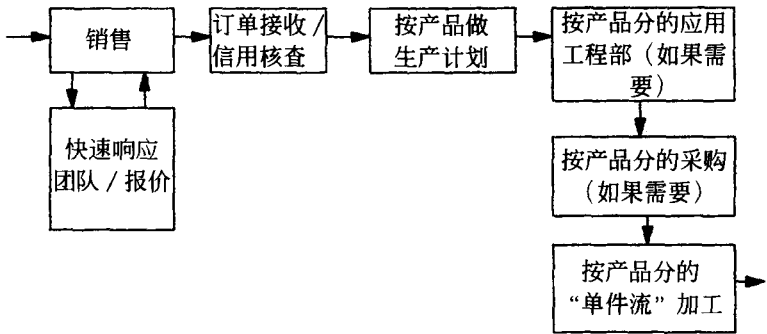 销售
订单接收/
信用核查
按产品做
生产计划
按产品分的应用
工程部（如果需
要）
快速响应
团队/报价
按产品分的采购
（如果需要）
按产品分的
“单件流”加工